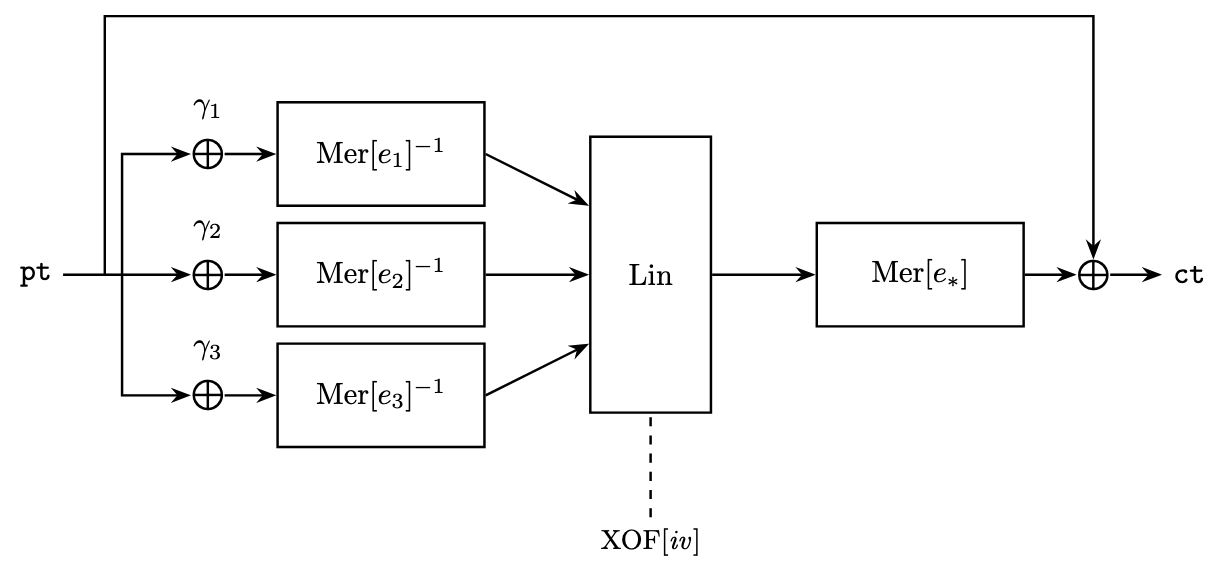 γ₁
Mer[e₁]⁻¹
γ₂
pt
Mer[e₂]⁻¹
Lin
Mer[e∗]
ct
γ₃
Mer[e₃]⁻¹
XOF[iv]